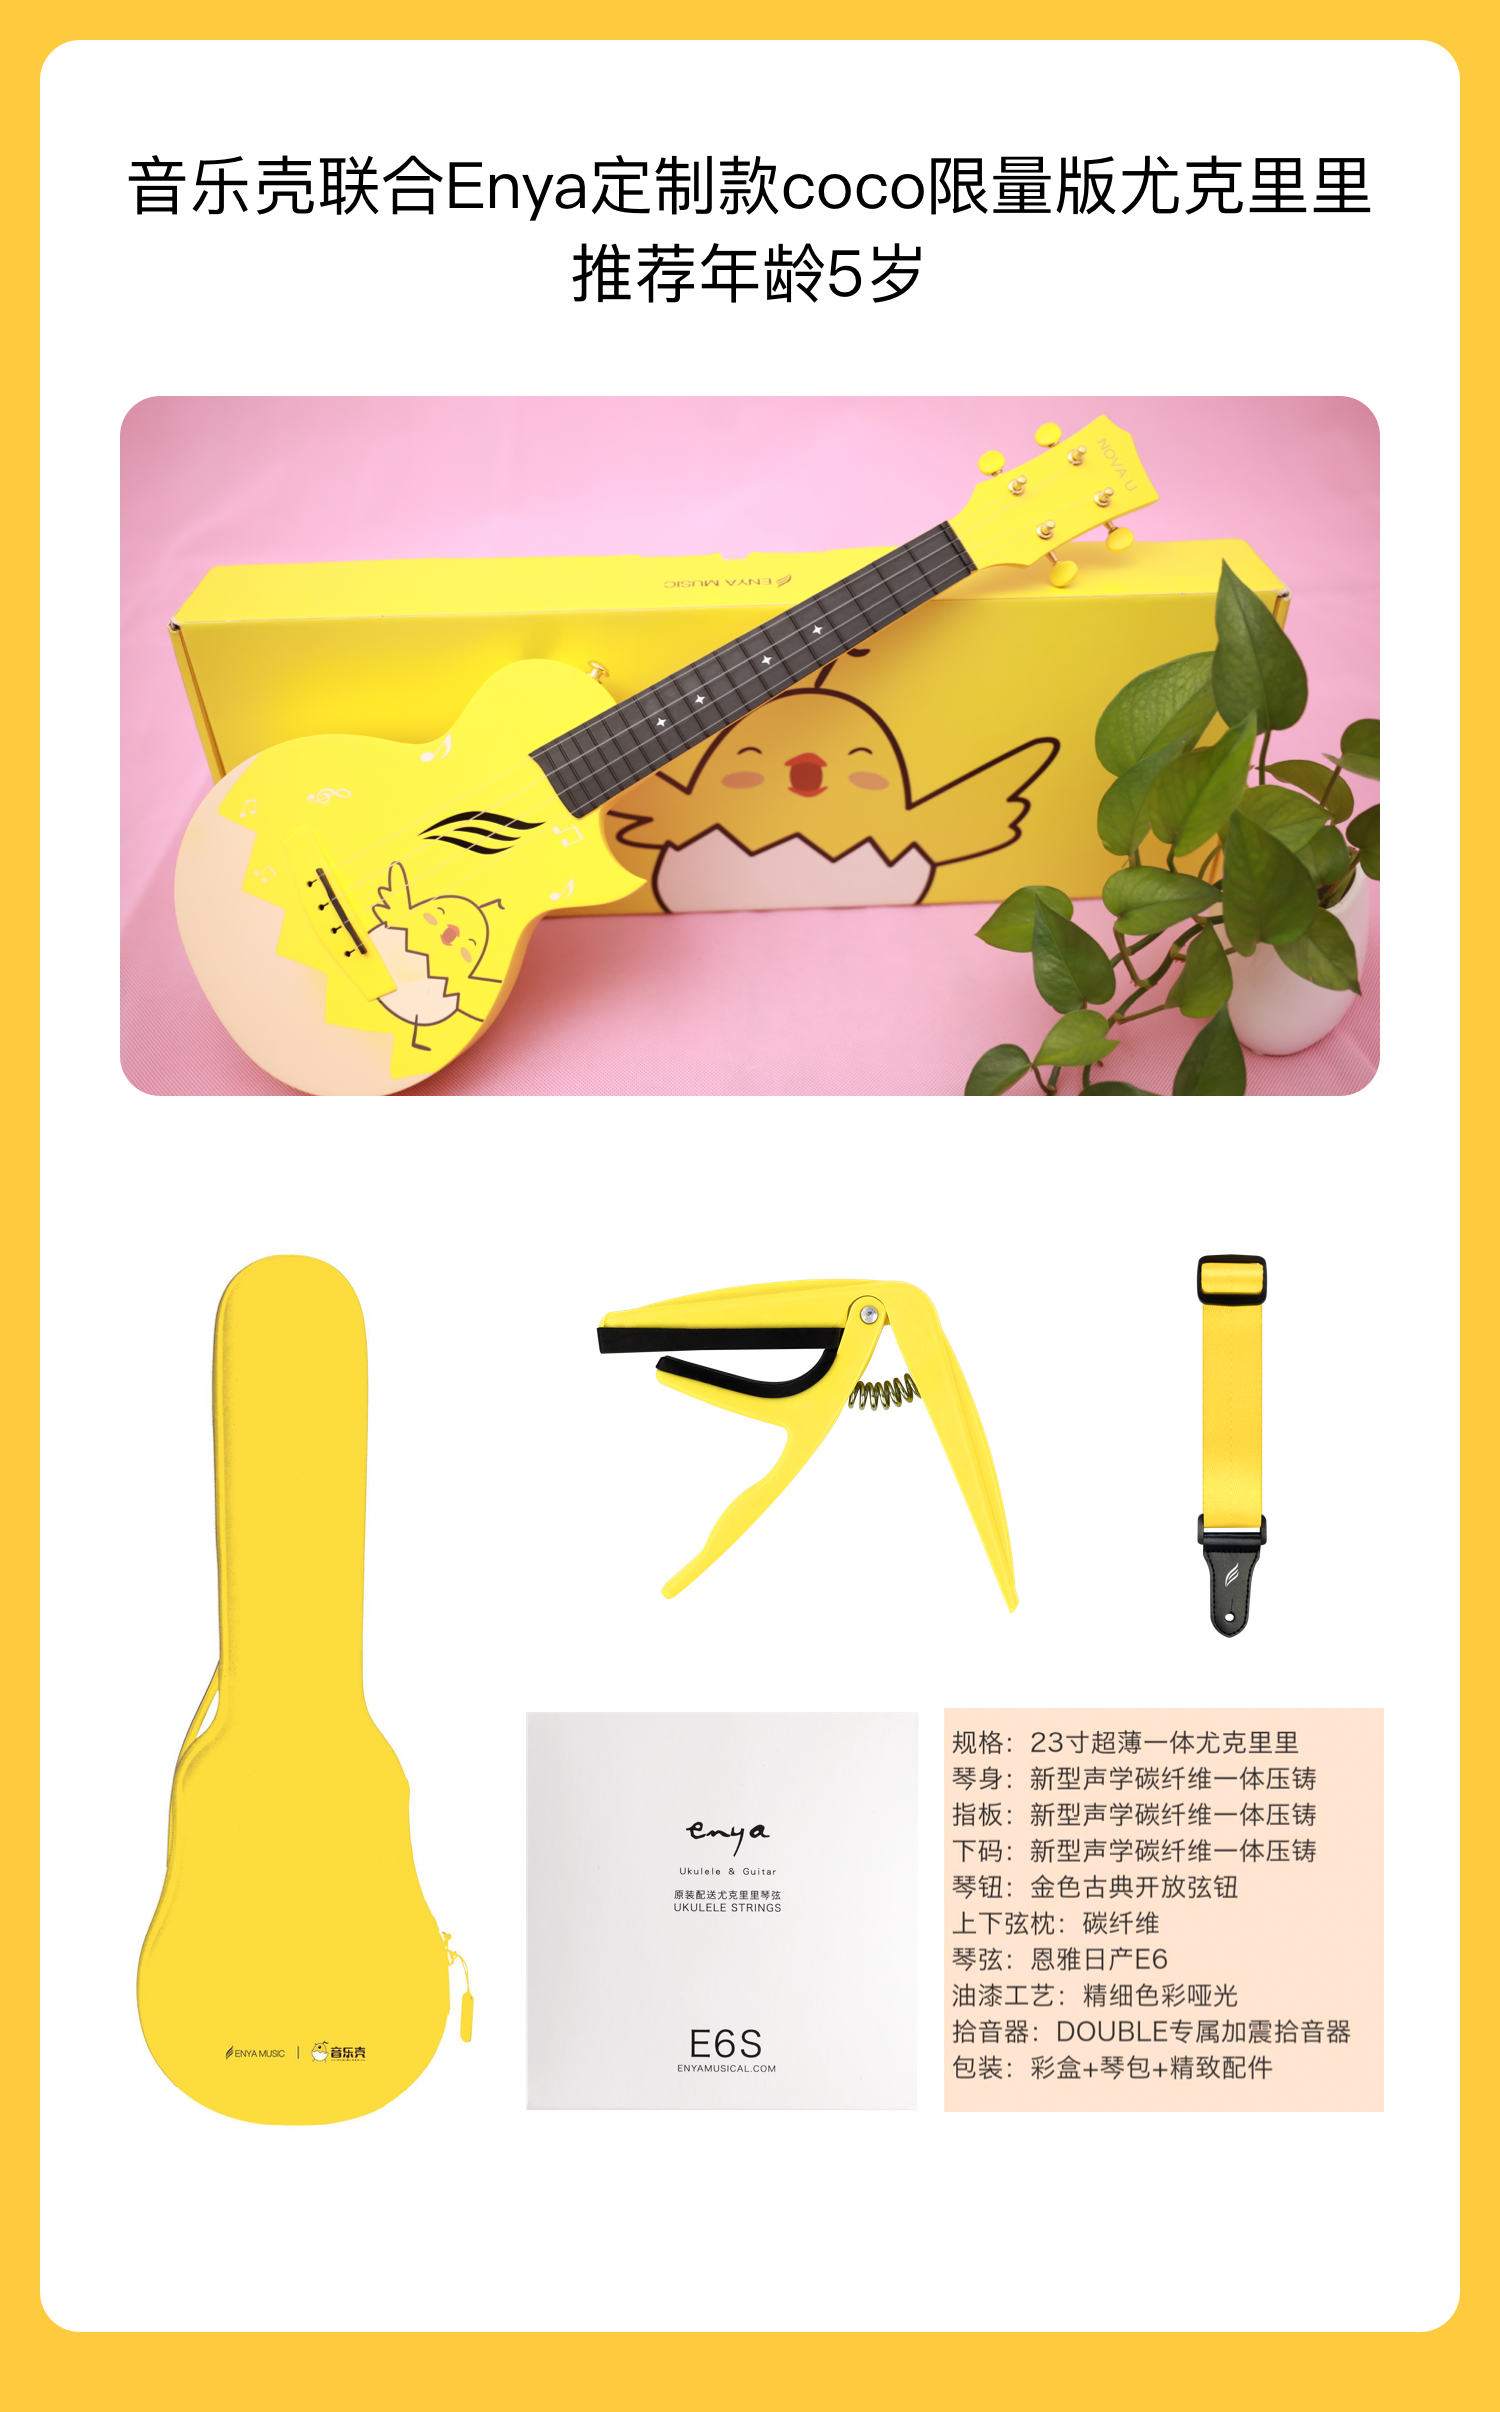 音乐壳联合Enya定制款coco限量版尤克里里
推荐年龄5岁
NOVA U
ENYA MUSIC
enya
Ukulele & Guitar
原装配送尤克里里琴弦
UKULELE STRINGS
E6S
ENYAMUSICAL.COM
规格：23寸超薄一体尤克里里
琴身：新型声学碳纤维一体压铸
指板：新型声学碳纤维一体压铸
下码：新型声学碳纤维一体压铸
琴钮：金色古典开放弦钮
上下弦枕：碳纤维
琴弦：恩雅日产E6
油漆工艺：精细色彩哑光
拾音器：DOUBLE专属加震拾音器
包装：彩盒+琴包+精致配件
ENYA MUSIC | 音乐壳